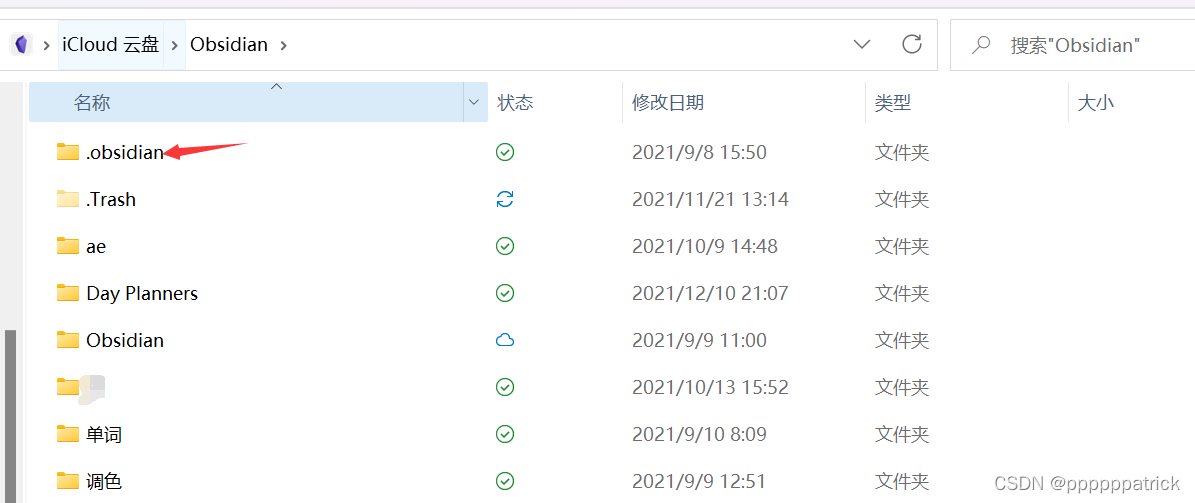 iCloud 云盘 Obsidian 搜索"Obsidian"
名称 状态 修改日期 类型 大小
.obsidian 2021/9/8 15:50 文件夹
.Trash 2021/11/21 13:14 文件夹
ae 2021/10/9 14:48 文件夹
Day Planners 2021/12/10 21:07 文件夹
Obsidian 2021/9/9 11:00 文件夹
2021/10/13 15:52 文件夹
单词 2021/9/10 8:09 文件夹
调色 2021/9/9 12:51 文件夹
CSDN @ppppppatrick